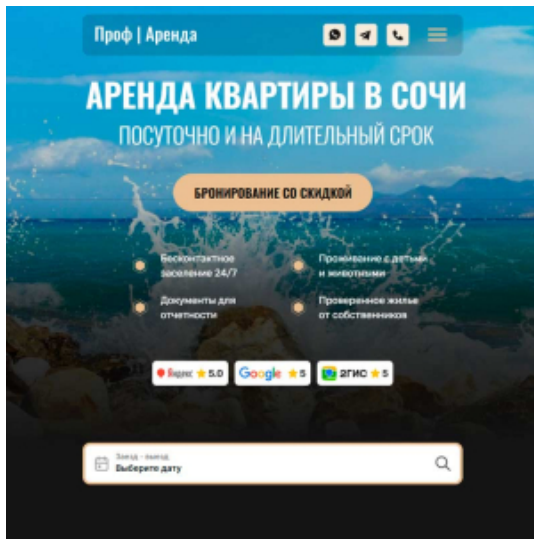 Проф | Аренда
АРЕНДА КВАРТИРЫ В СОЧИ
ПОСУТОЧНО И НА ДЛИТЕЛЬНЫЙ СРОК
БРОНИРОВАНИЕ СО СКИДКОЙ
Бесконтактное
заселение 24/7
Проживание с детьми
и животными
Документы для
отчетности
Проверенное жилье
от собственников
Яндекс 5.0 Google 5 2ГИС 5
Заезд - выезд
Выберите дату